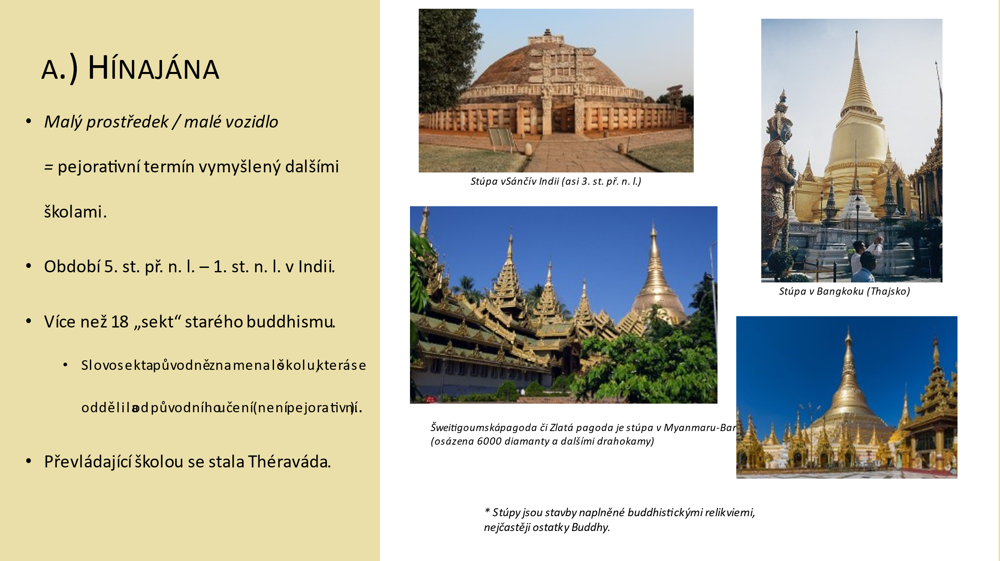 A.) HÍNAJÁNA
• Malý prostředek / malé vozidlo
= pejorativní termín vymyšlený dalšími
školami.
• Období 5. st. př. n. l. – 1. st. n. l. v Indii.
• Více než 18 „sekt“ starého buddhismu.
• Slovo sekta původně znamenalo školu, která se
oddělila od původního učení (není pejorativní)..
• Převládající školou se stala Théraváda.
Stúpa v Sánčí v Indii (asi 3. st. př. n. l.)
Stúpa v Bangkoku (Thajsko)
Šweitigoumská pagoda či Zlatá pagoda je stúpa v Myanmaru-Bar
(osázena 6000 diamanty a dalšími drahokamy)
* Stúpy jsou stavby naplněné buddhistickými relikviemi,
nejčastěji ostatky Buddhy.